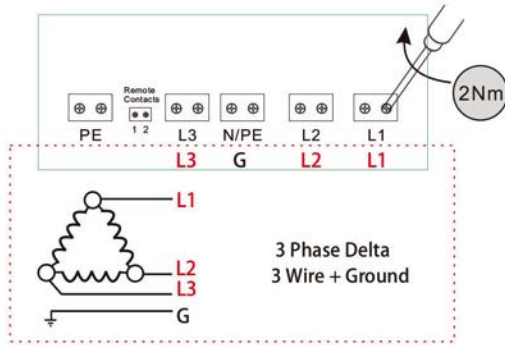 Remote
Contacts
1 2
PE L3 N/PE L2 L1
L3 G L2 L1
2Nm
L1
L2
L3
G
3 Phase Delta
3 Wire + Ground